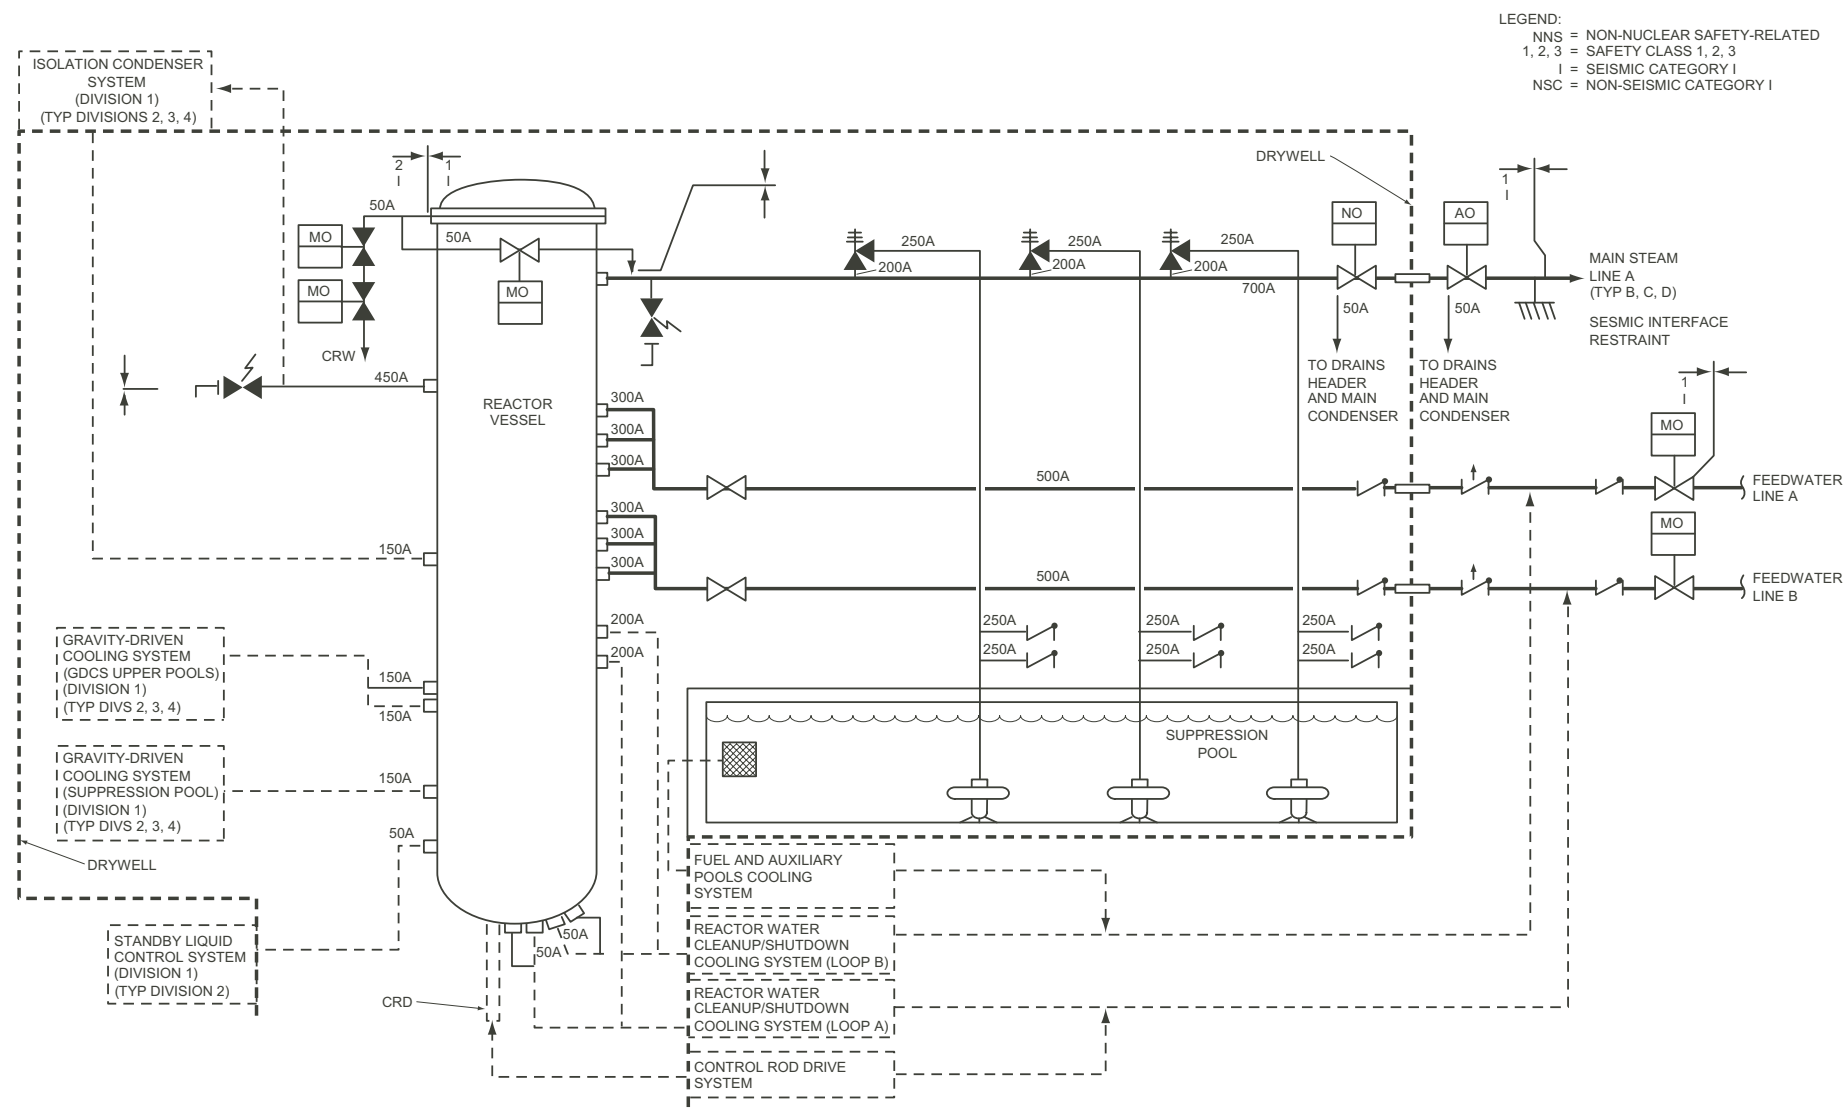 LEGEND:
NNS = NON-NUCLEAR SAFETY-RELATED
1, 2, 3 = SAFETY CLASS 1, 2, 3
I = SEISMIC CATEGORY I
NSC = NON-SEISMIC CATEGORY I
ISOLATION CONDENSER
SYSTEM
(DIVISION 1)
(TYP DIVISIONS 2, 3, 4)
DRYWELL
2
I
1
I
1
I
50A
MO
MO
CRW
50A
MO
250A
200A
250A
200A
250A
200A
700A
NO
AO
50A
50A
MAIN STEAM
LINE A
(TYP B, C, D)
SESMIC INTERFACE
RESTRAINT
TO DRAINS
HEADER
AND MAIN
CONDENSER
TO DRAINS
HEADER
AND MAIN
CONDENSER
1
I
MO
450A
REACTOR
VESSEL
300A
300A
300A
500A
FEEDWATER
LINE A
300A
300A
300A
500A
MO
FEEDWATER
LINE B
150A
200A
200A
250A
250A
250A
250A
250A
250A
GRAVITY-DRIVEN
COOLING SYSTEM
(GDCS UPPER POOLS)
(DIVISION 1)
(TYP DIVS 2, 3, 4)
150A
150A
SUPPRESSION
POOL
GRAVITY-DRIVEN
COOLING SYSTEM
(SUPPRESSION POOL)
(DIVISION 1)
(TYP DIVS 2, 3, 4)
150A
50A
DRYWELL
FUEL AND AUXILIARY
POOLS COOLING
SYSTEM
STANDBY LIQUID
CONTROL SYSTEM
(DIVISION 1)
(TYP DIVISION 2)
50A
50A
REACTOR WATER
CLEANUP/SHUTDOWN
COOLING SYSTEM (LOOP B)
CRD
REACTOR WATER
CLEANUP/SHUTDOWN
COOLING SYSTEM (LOOP A)
CONTROL ROD DRIVE
SYSTEM